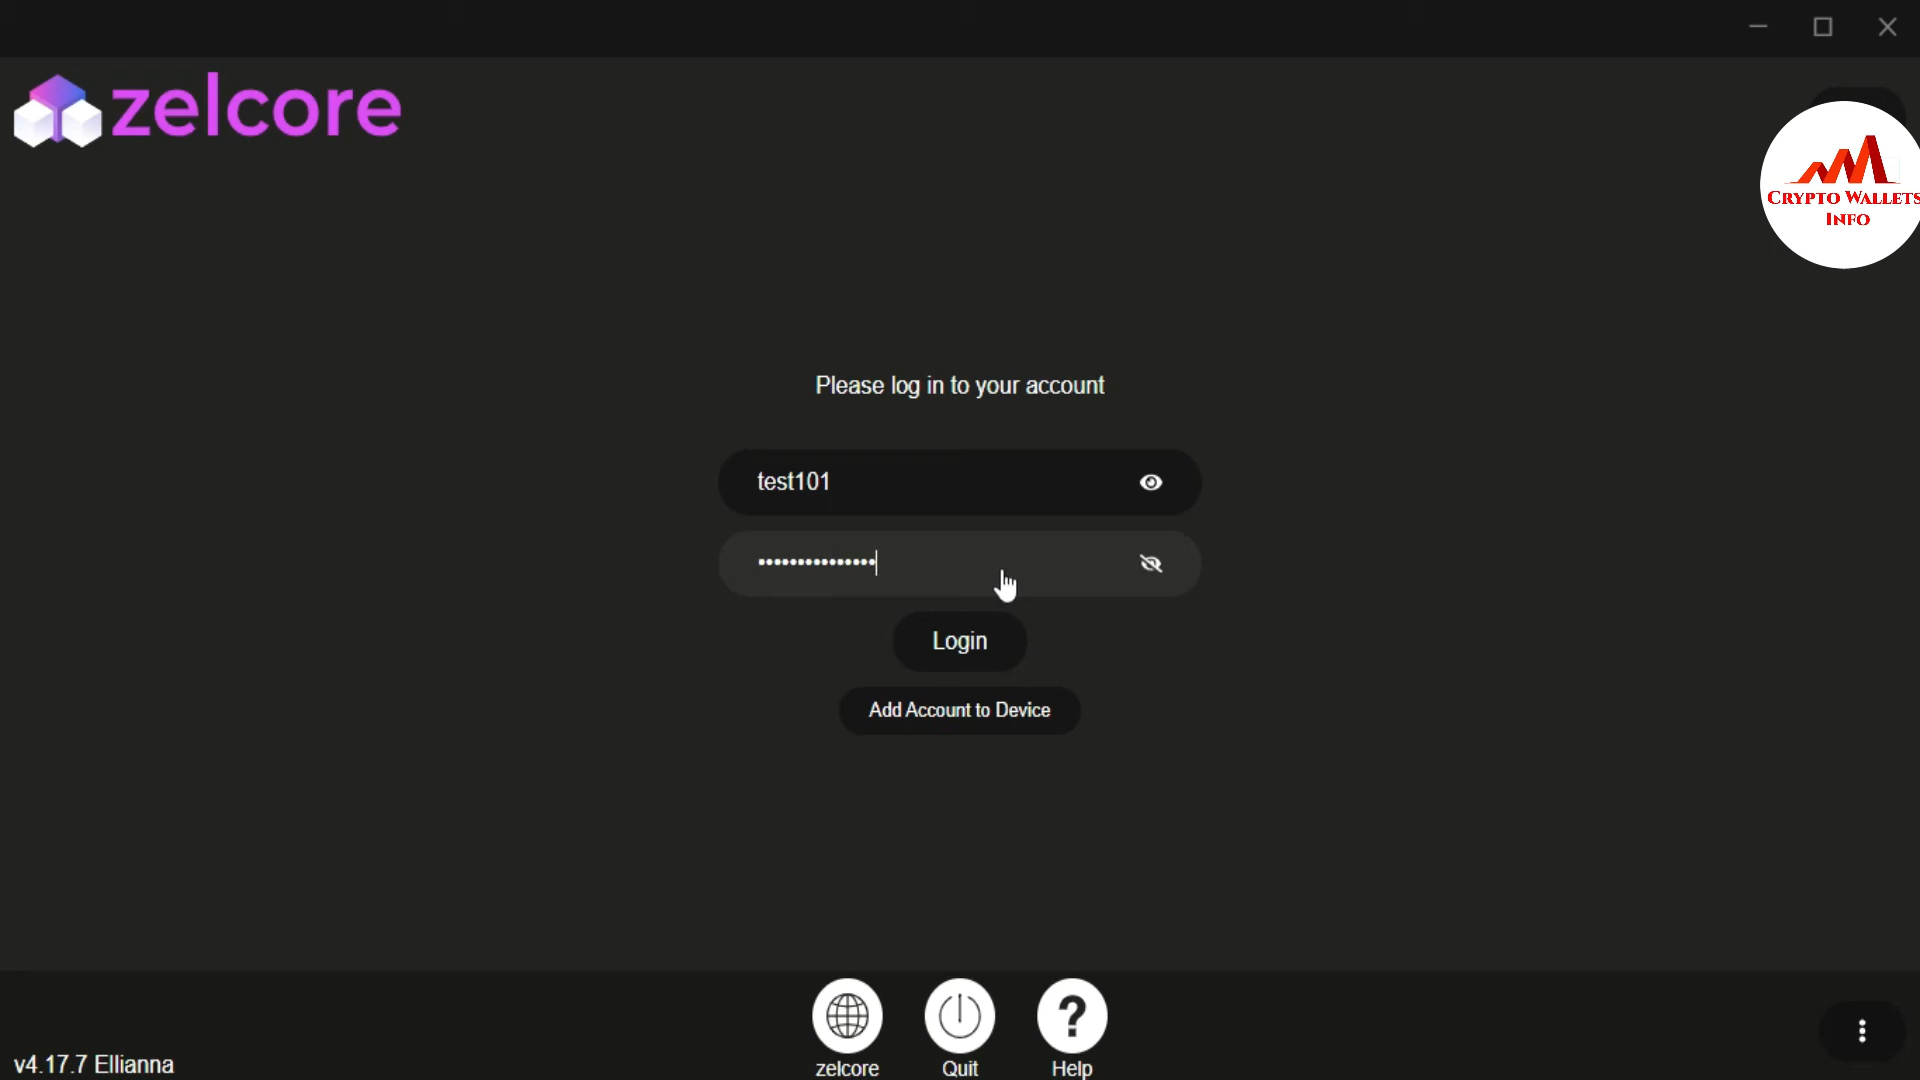 zelcore
CRYPTO WALLETS
INFO
Please log in to your account
test101
•••••••••••••••
Login
Add Account to Device
zelcore
Quit
Help
v4.17.7 Ellianna